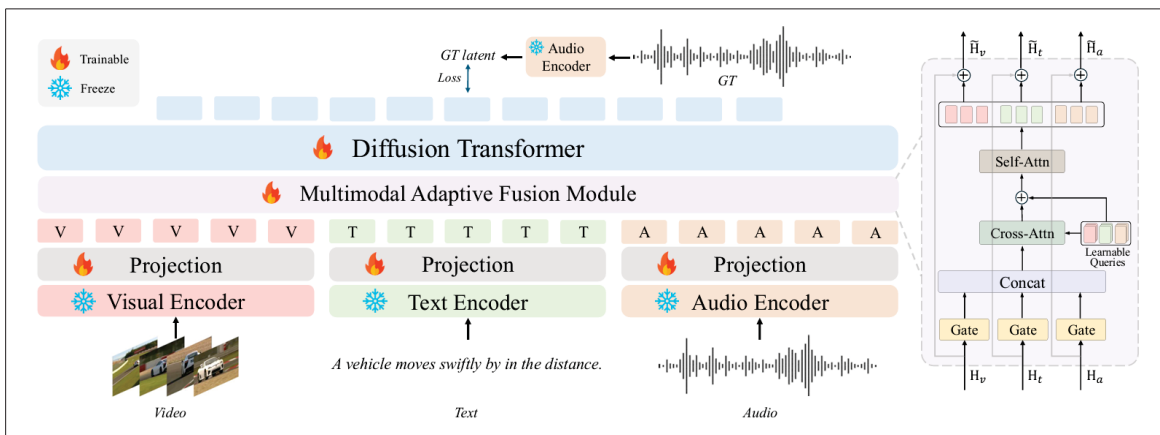 Trainable
Freeze
GT latent
Audio
Encoder
Loss
GT
Diffusion Transformer
Multimodal Adaptive Fusion Module
V V V V V T T T T T A A A A A
Projection Projection Projection
Visual Encoder Text Encoder Audio Encoder
A vehicle moves swiftly by in the distance.
Video Text Audio
H̃ᵥ H̃ₜ H̃ₐ
Self-Attn
Cross-Attn
Learnable
Queries
Concat
Gate Gate Gate
Hᵥ Hₜ Hₐ